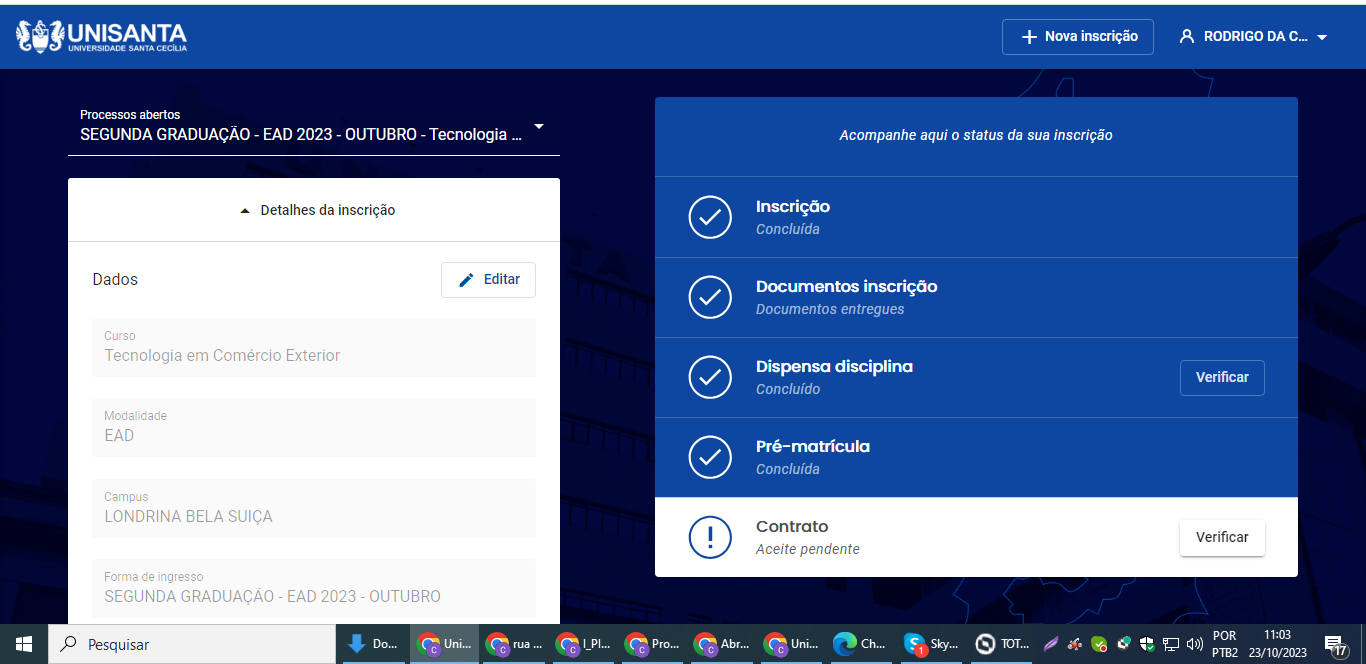 UNISANTA
UNIVERSIDADE SANTA CECÍLIA
Nova inscrição
RODRIGO DA C...
Processos abertos
SEGUNDA GRADUAÇÃO - EAD 2023 - OUTUBRO - Tecnologia ...
Detalhes da inscrição
Dados
Editar
Curso
Tecnologia em Comércio Exterior
Modalidade
EAD
Campus
LONDRINA BELA SUIÇA
Forma de ingresso
SEGUNDA GRADUAÇÃO - EAD 2023 - OUTUBRO
Acompanhe aqui o status da sua inscrição
Inscrição
Concluída
Documentos inscrição
Documentos entregues
Dispensa disciplina
Concluído
Verificar
Pré-matrícula
Concluída
Contrato
Aceite pendente
Verificar
Pesquisar
Do...
Uni...
rua ...
I_Pl...
Pro...
Abr...
Uni...
Ch...
Sky...
TOT...
POR
PTB2
11:03
23/10/2023
17